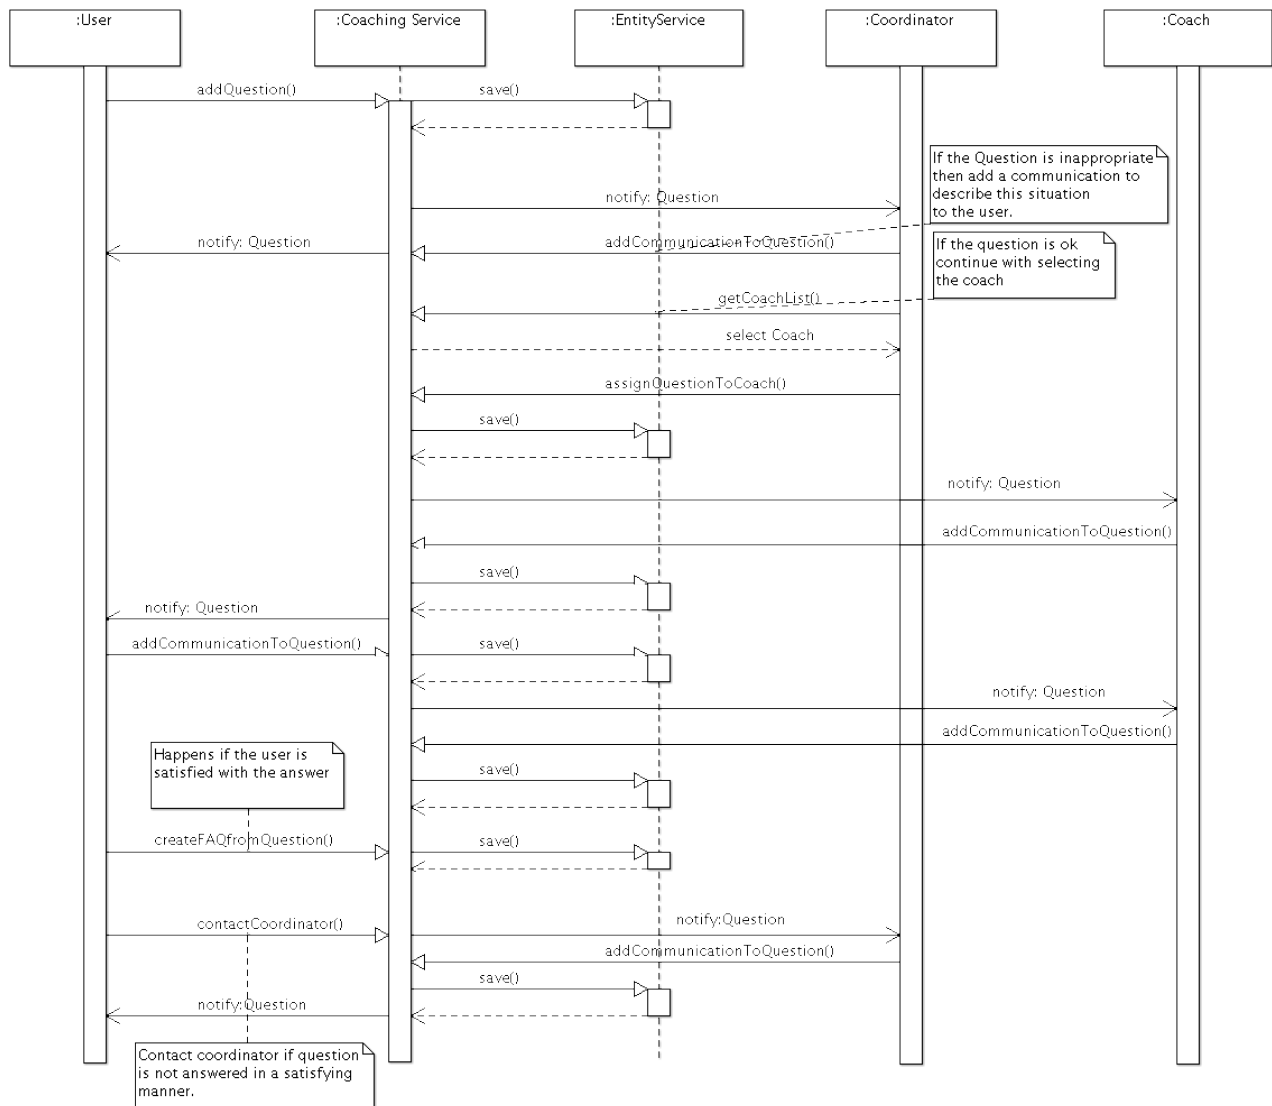 :User
:Coaching Service
:EntityService
:Coordinator
:Coach
addQuestion()
save()
If the Question is inappropriate
then add a communication to
describe this situation
to the user.
notify: Question
notify: Question
addCommunicationToQuestion()
If the question is ok
continue with selecting
the coach
getCoachList()
select Coach
assignQuestionToCoach()
save()
notify: Question
addCommunicationToQuestion()
save()
notify: Question
addCommunicationToQuestion()
save()
notify: Question
addCommunicationToQuestion()
Happens if the user is
satisfied with the answer
save()
createFAQfromQuestion()
save()
contactCoordinator()
notify:Question
addCommunicationToQuestion()
save()
notify:Question
Contact coordinator if question
is not answered in a satisfying
manner.